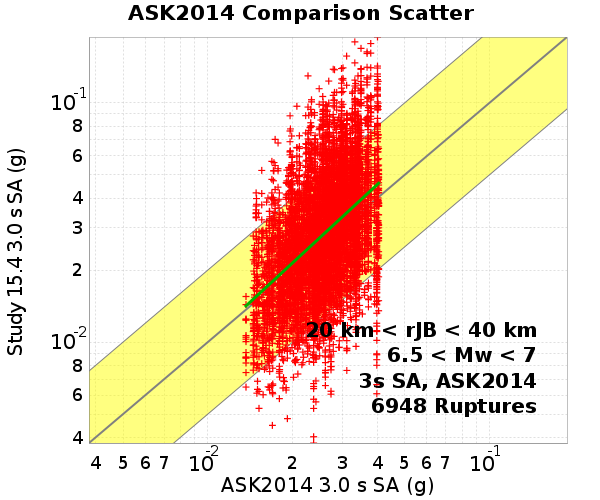 ASK2014 Comparison Scatter
Study 15.4 3.0 s SA (g)
10⁻¹
8
6
4
3
2
10⁻²
8
6
4
20 km < rJB < 40 km
6.5 < Mw < 7
3s SA, ASK2014
6948 Ruptures
4 5 6 7 10⁻² 2 3 4 5 6 7 10⁻¹
ASK2014 3.0 s SA (g)